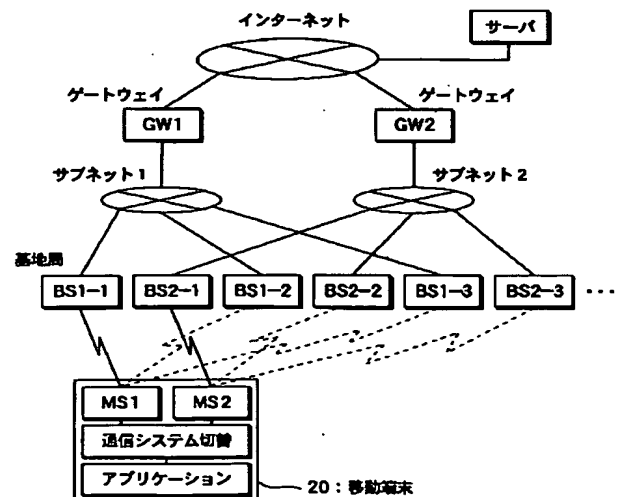 インターネット
サーバ
ゲートウェイ
ゲートウェイ
GW1
GW2
サブネット1
サブネット2
基地局
BS1-1
BS2-1
BS1-2
BS2-2
BS1-3
BS2-3
・・・
MS1
MS2
通信システム切替
アプリケーション
20:移動端末